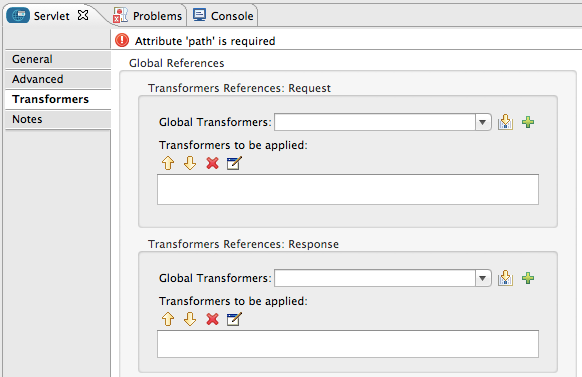 Servlet Problems Console
Attribute 'path' is required
General
Advanced
Transformers
Notes
Global References
Transformers References: Request
Global Transformers:
Transformers to be applied:
Transformers References: Response
Global Transformers:
Transformers to be applied: